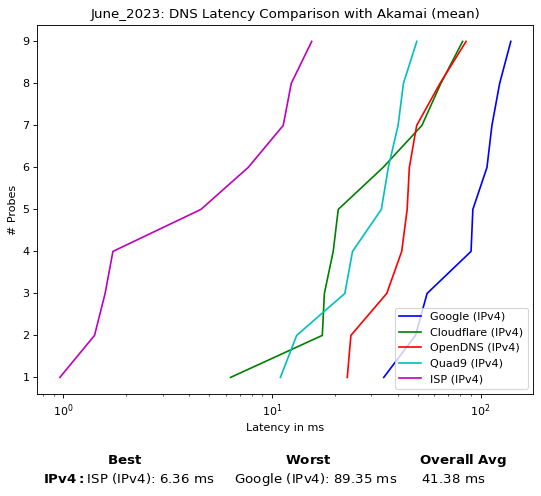 June_2023: DNS Latency Comparison with Akamai (mean)
# Probes
9
8
7
6
5
4
3
2
1
Google (IPv4)
Cloudflare (IPv4)
OpenDNS (IPv4)
Quad9 (IPv4)
ISP (IPv4)
10⁰ 10¹ 10²
Latency in ms
Best Worst Overall Avg
IPv4: ISP (IPv4): 6.36 ms Google (IPv4): 89.35 ms 41.38 ms